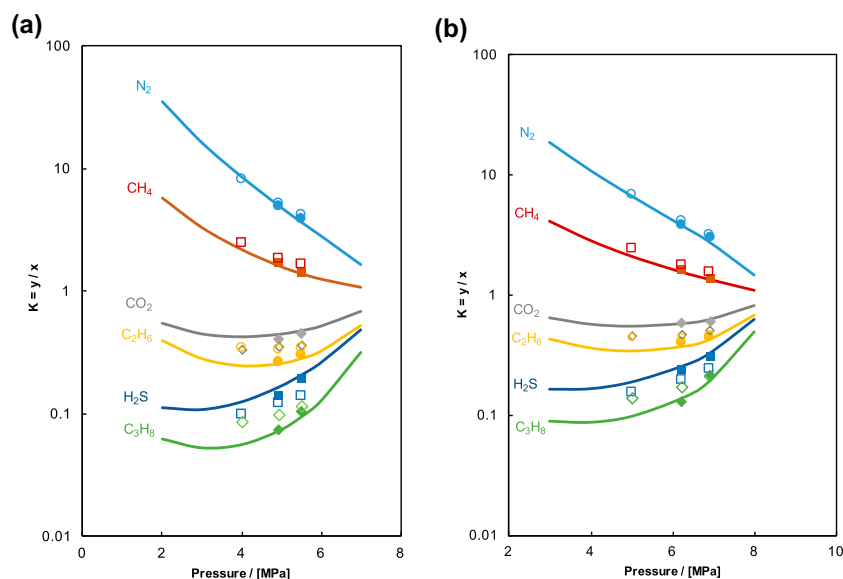 (a)
100
10
1
0.1
0.01
0
2
4
6
8
K = y / x
Pressure / [MPa]
N₂
CH₄
CO₂
C₂H₆
H₂S
C₃H₈
(b)
100
10
1
0.1
0.01
2
4
6
8
10
K = y / x
Pressure / [MPa]
N₂
CH₄
CO₂
C₂H₆
H₂S
C₃H₈